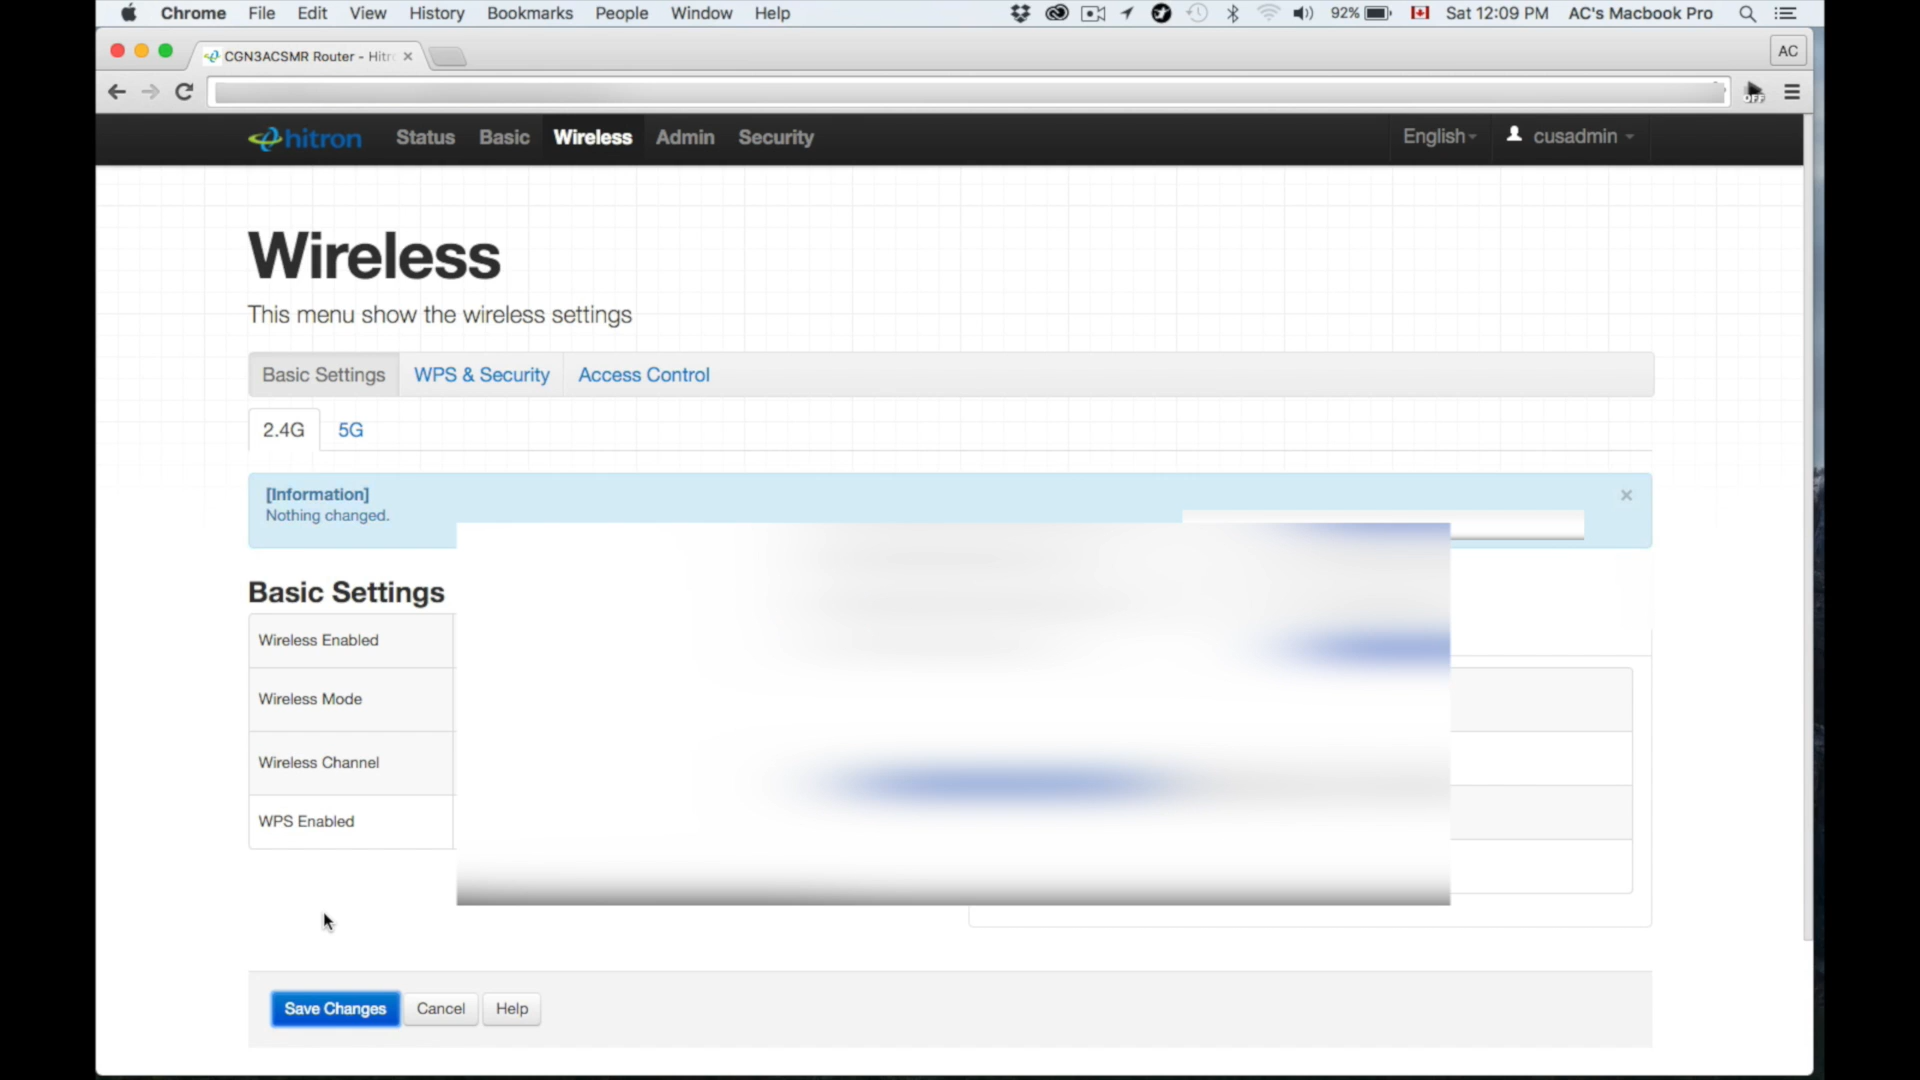 Chrome File Edit View History Bookmarks People Window Help 92% Sat 12:09 PM AC's Macbook Pro
CGN3ACSMR Router - Hitr AC
OFF
hitron Status Basic Wireless Admin Security English cusadmin
Wireless
This menu show the wireless settings
Basic Settings WPS & Security Access Control
2.4G 5G
[Information]
Nothing changed.
Basic Settings
Wireless Enabled
Wireless Mode
Wireless Channel
WPS Enabled
Save Changes Cancel Help